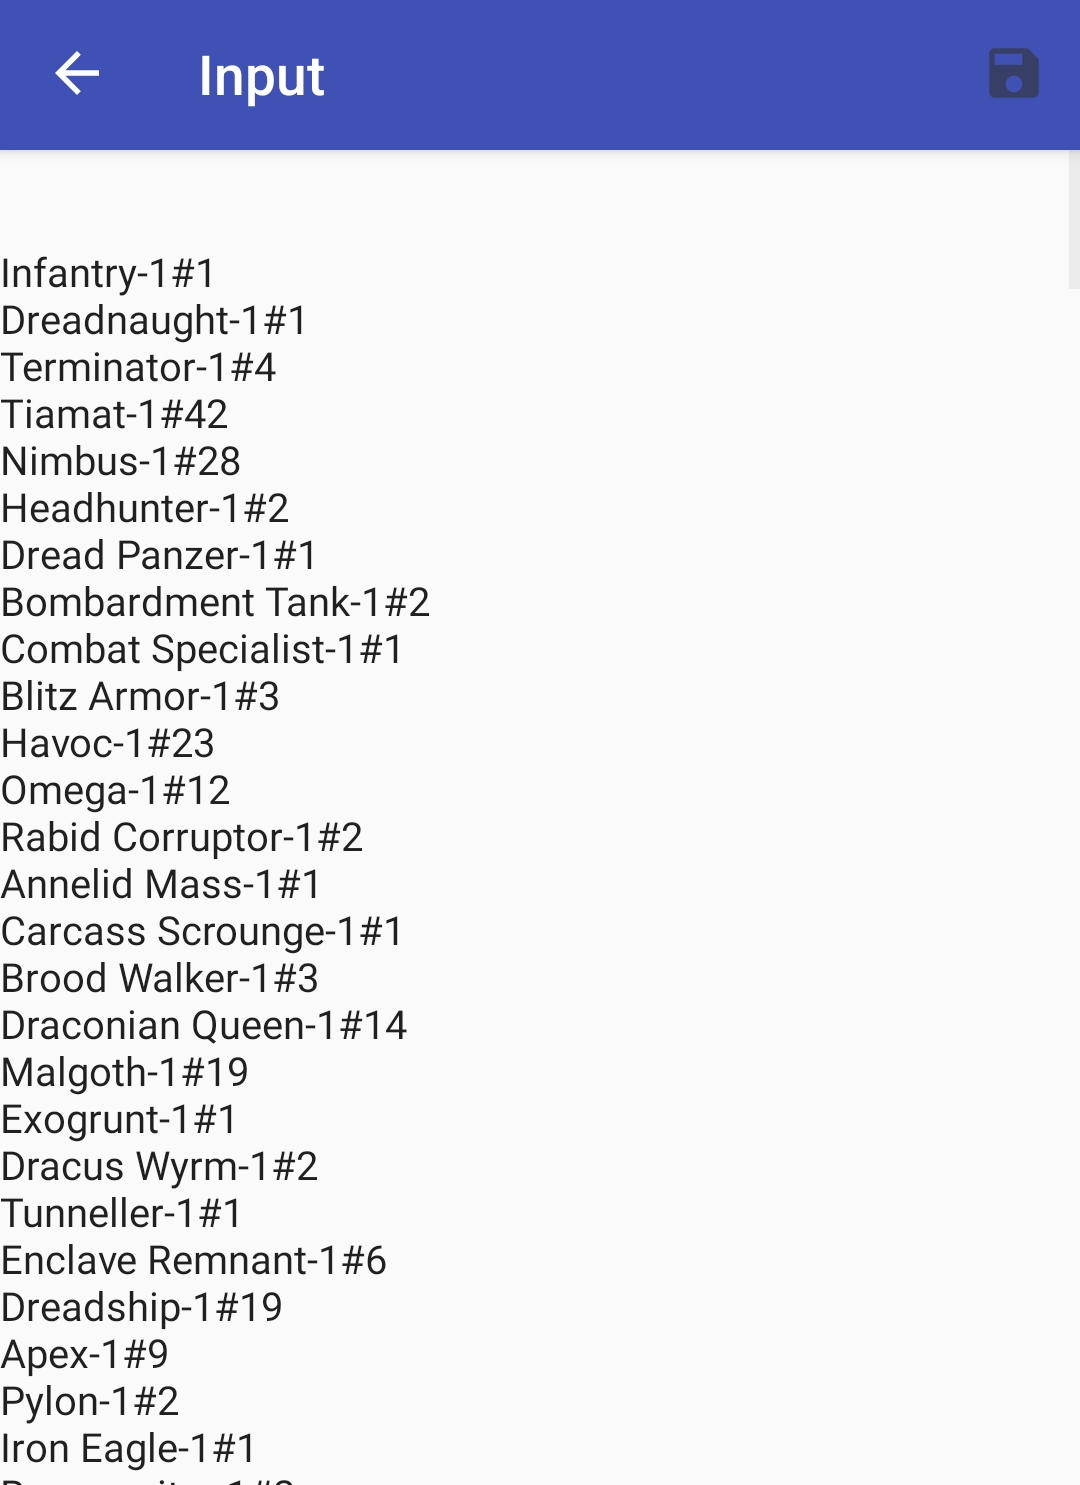 Input
Infantry-1#1
Dreadnaught-1#1
Terminator-1#4
Tiamat-1#42
Nimbus-1#28
Headhunter-1#2
Dread Panzer-1#1
Bombardment Tank-1#2
Combat Specialist-1#1
Blitz Armor-1#3
Havoc-1#23
Omega-1#12
Rabid Corruptor-1#2
Annelid Mass-1#1
Carcass Scrounge-1#1
Brood Walker-1#3
Draconian Queen-1#14
Malgoth-1#19
Exogrunt-1#1
Dracus Wyrm-1#2
Tunneller-1#1
Enclave Remnant-1#6
Dreadship-1#19
Apex-1#9
Pylon-1#2
Iron Eagle-1#1